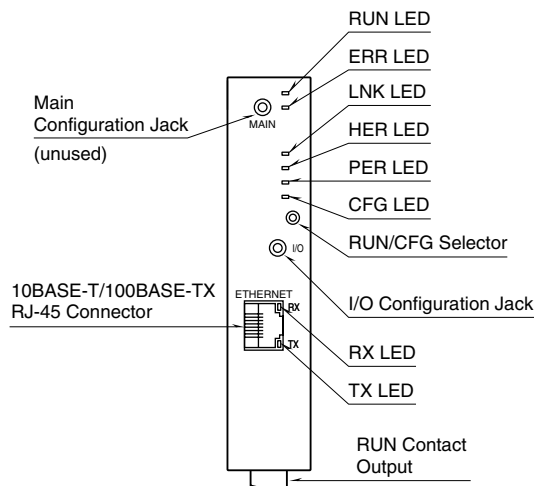 RUN LED
ERR LED
LNK LED
HER LED
PER LED
CFG LED
RUN/CFG Selector
I/O Configuration Jack
RX LED
TX LED
RUN Contact
Output
Main
Configuration Jack
(unused)
10BASE-T/100BASE-TX
RJ-45 Connector
MAIN
I/O
ETHERNET
RX
TX